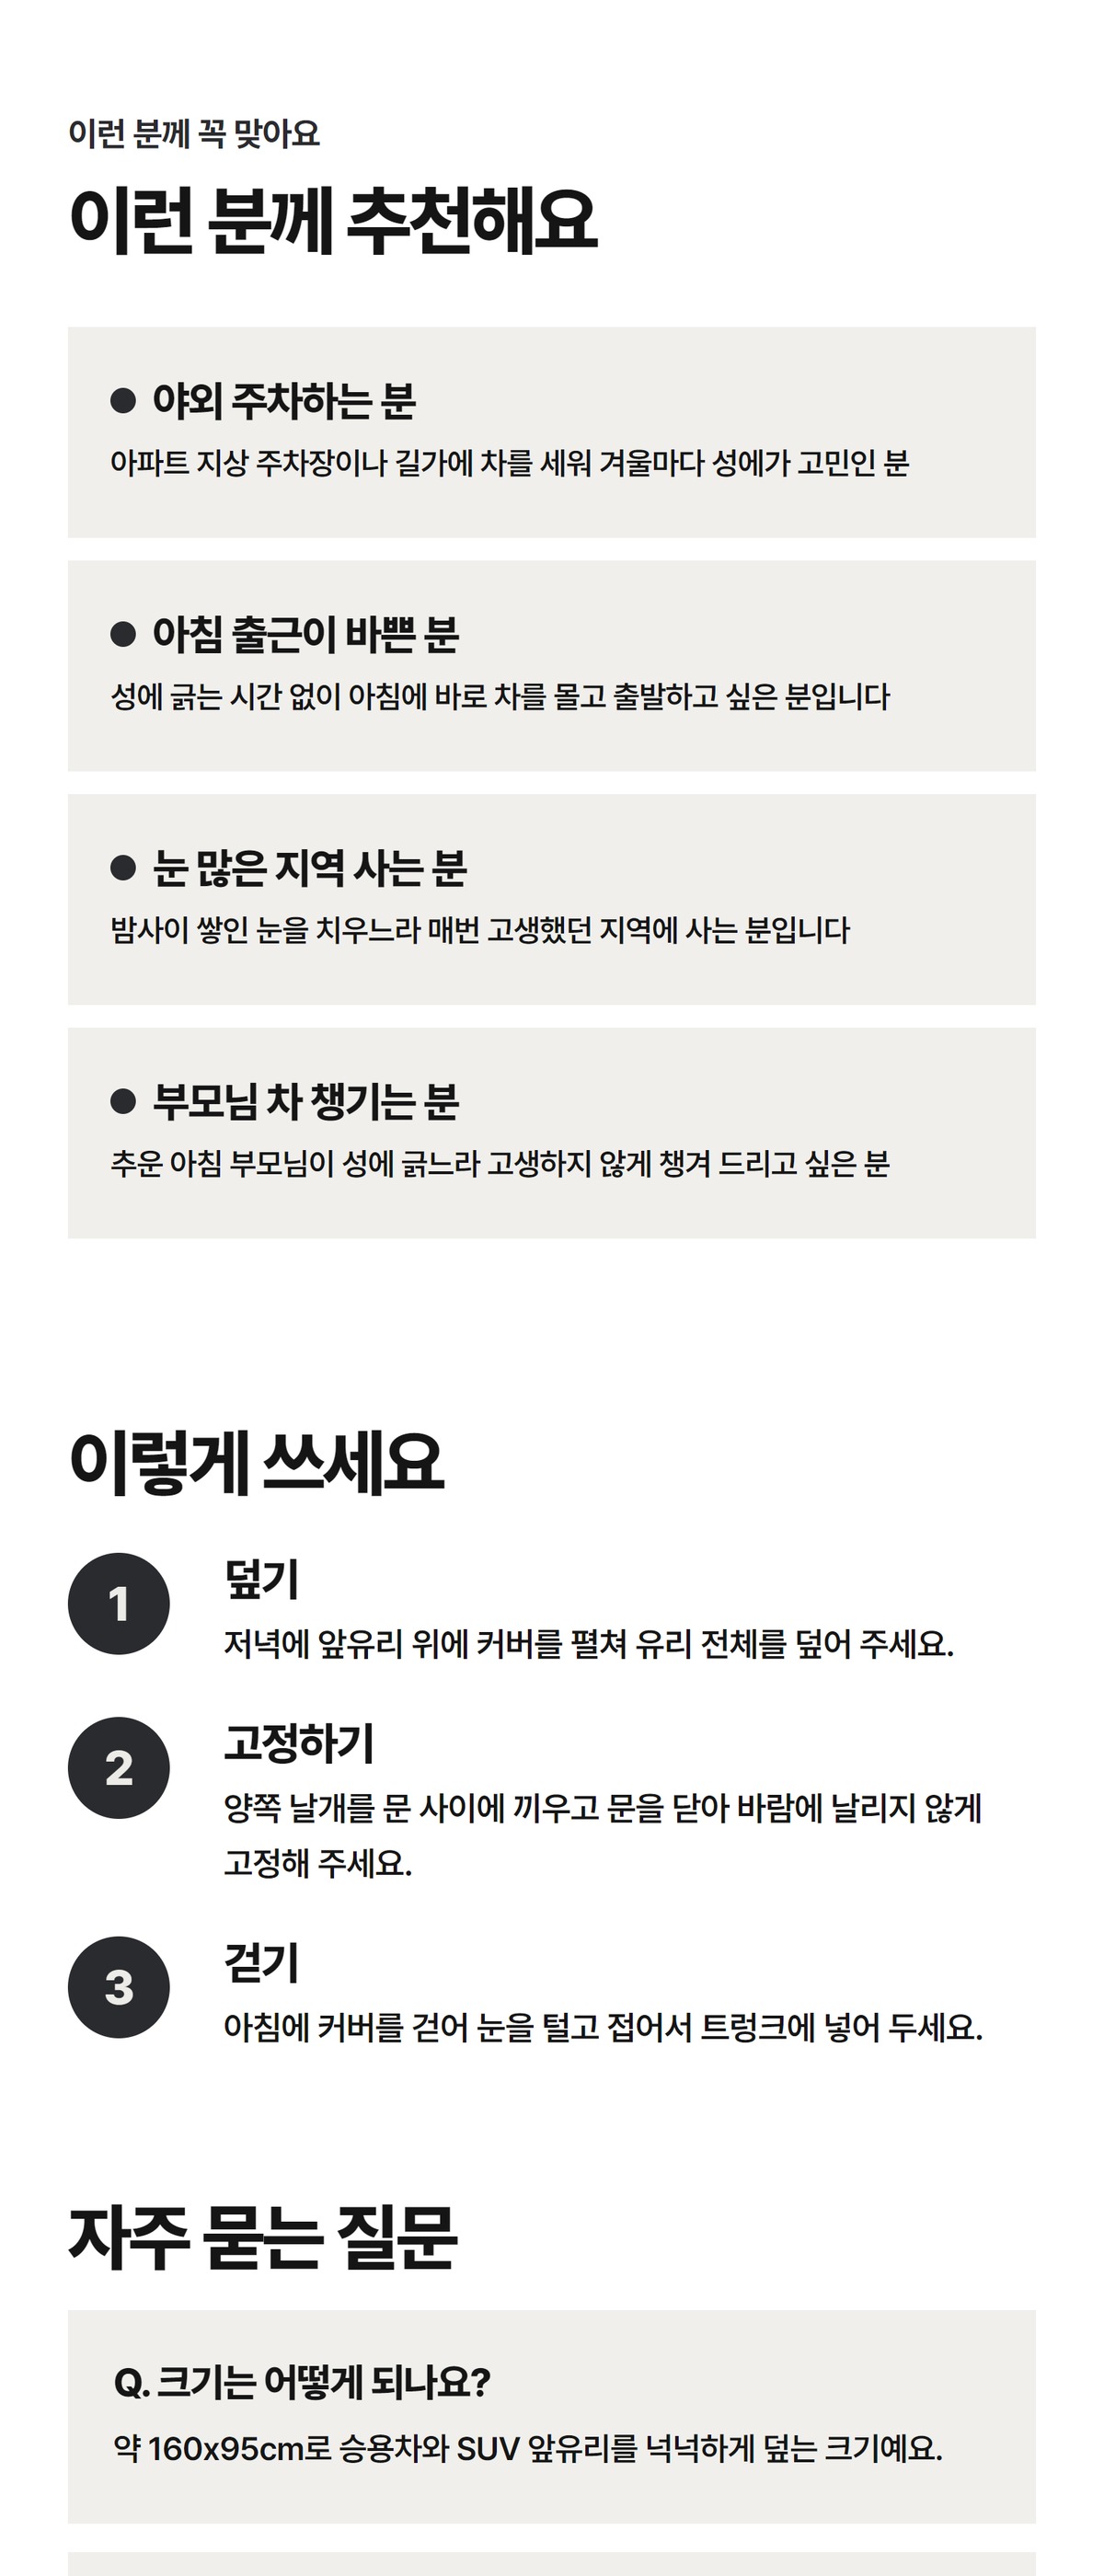 이런 분께 꼭 맞아요
이런 분께 추천해요
야외 주차하는 분
아파트 지상 주차장이나 길가에 차를 세워 겨울마다 성에가 고민인 분
아침 출근이 바쁜 분
성에 긁는 시간 없이 아침에 바로 차를 몰고 출발하고 싶은 분입니다
눈 많은 지역 사는 분
밤사이 쌓인 눈을 치우느라 매번 고생했던 지역에 사는 분입니다
부모님 차 챙기는 분
추운 아침 부모님이 성에 긁느라 고생하지 않게 챙겨 드리고 싶은 분
이렇게 쓰세요
1
덮기
저녁에 앞유리 위에 커버를 펼쳐 유리 전체를 덮어 주세요.
2
고정하기
양쪽 날개를 문 사이에 끼우고 문을 닫아 바람에 날리지 않게
고정해 주세요.
3
걷기
아침에 커버를 걷어 눈을 털고 접어서 트렁크에 넣어 두세요.
자주 묻는 질문
Q. 크기는 어떻게 되나요?
약 160x95cm로 승용차와 SUV 앞유리를 넉넉하게 덮는 크기예요.